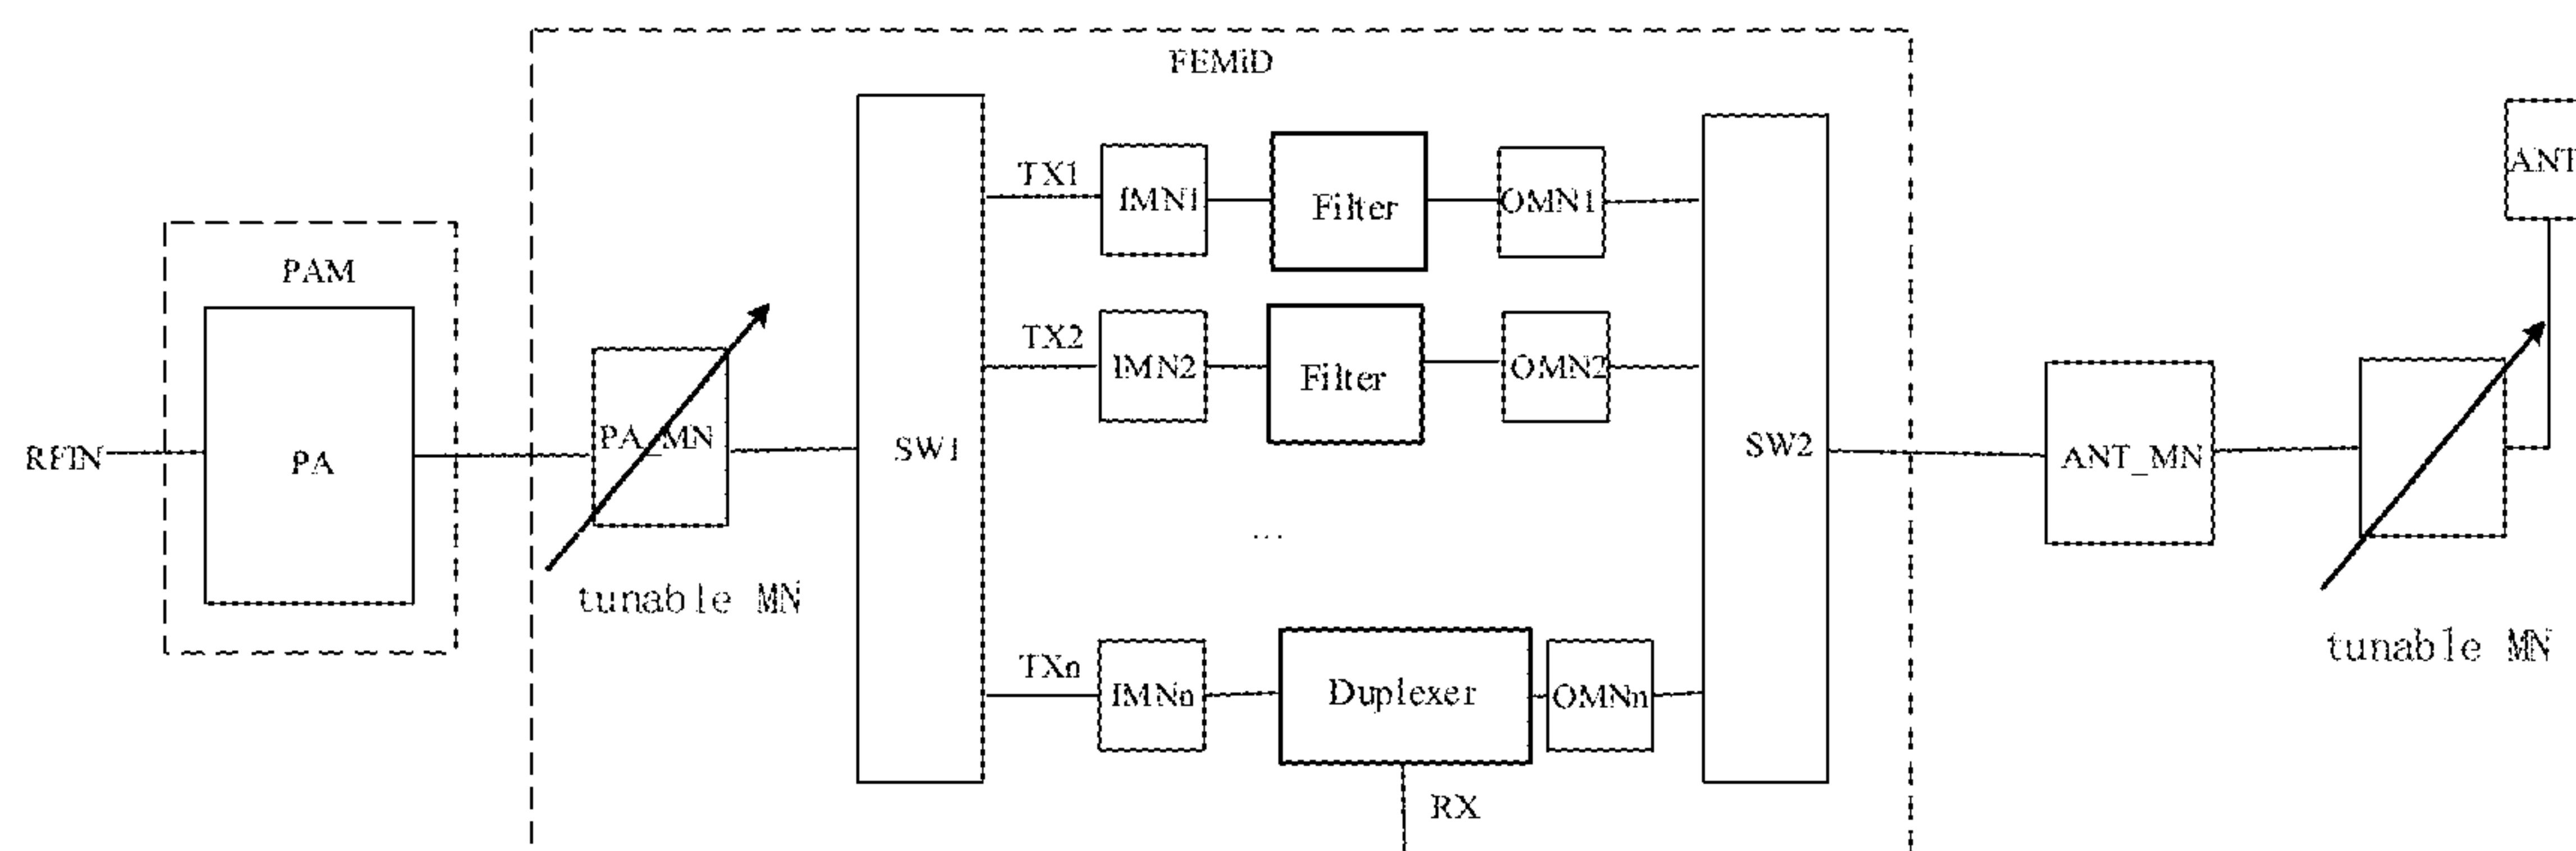 FEMiD
ANT
TX1
IMN1
Filter
OMN1
PAM
TX2
IMN2
Filter
OMN2
RFIN
PA
PA_MN
SW1
SW2
ANT_MN
...
tunable MN
tunable MN
TXn
IMNn
Duplexer
OMNn
RX